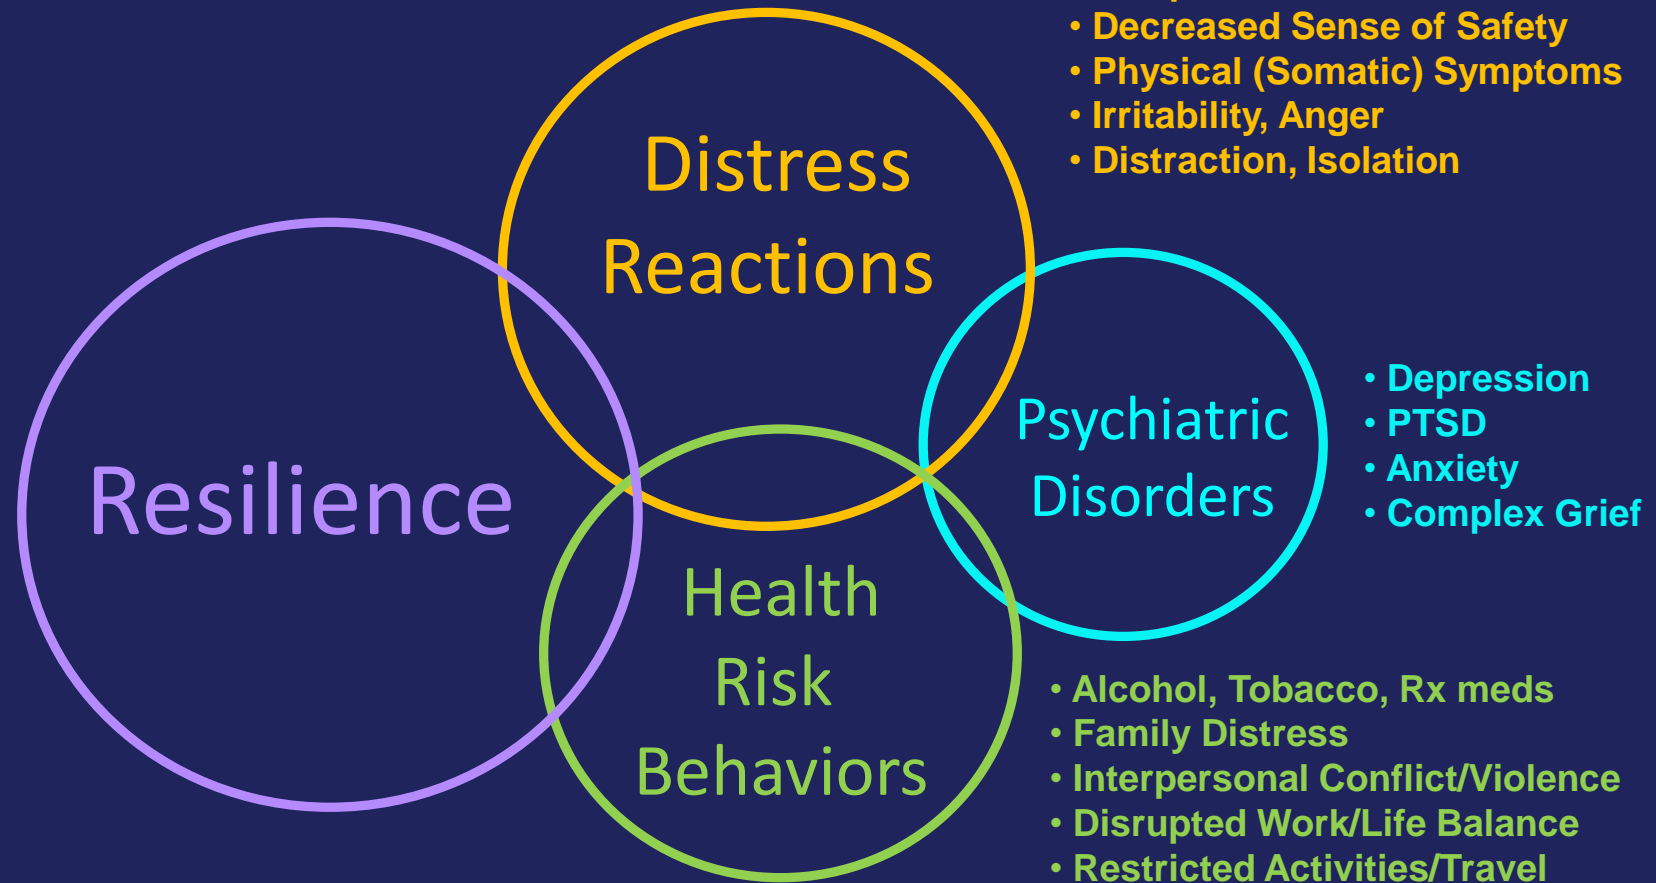 • Decreased Sense of Safety
• Physical (Somatic) Symptoms
• Irritability, Anger
• Distraction, Isolation
Distress
Reactions
Resilience
Psychiatric
Disorders
• Depression
• PTSD
• Anxiety
• Complex Grief
Health
Risk
Behaviors
• Alcohol, Tobacco, Rx meds
• Family Distress
• Interpersonal Conflict/Violence
• Disrupted Work/Life Balance
• Restricted Activities/Travel